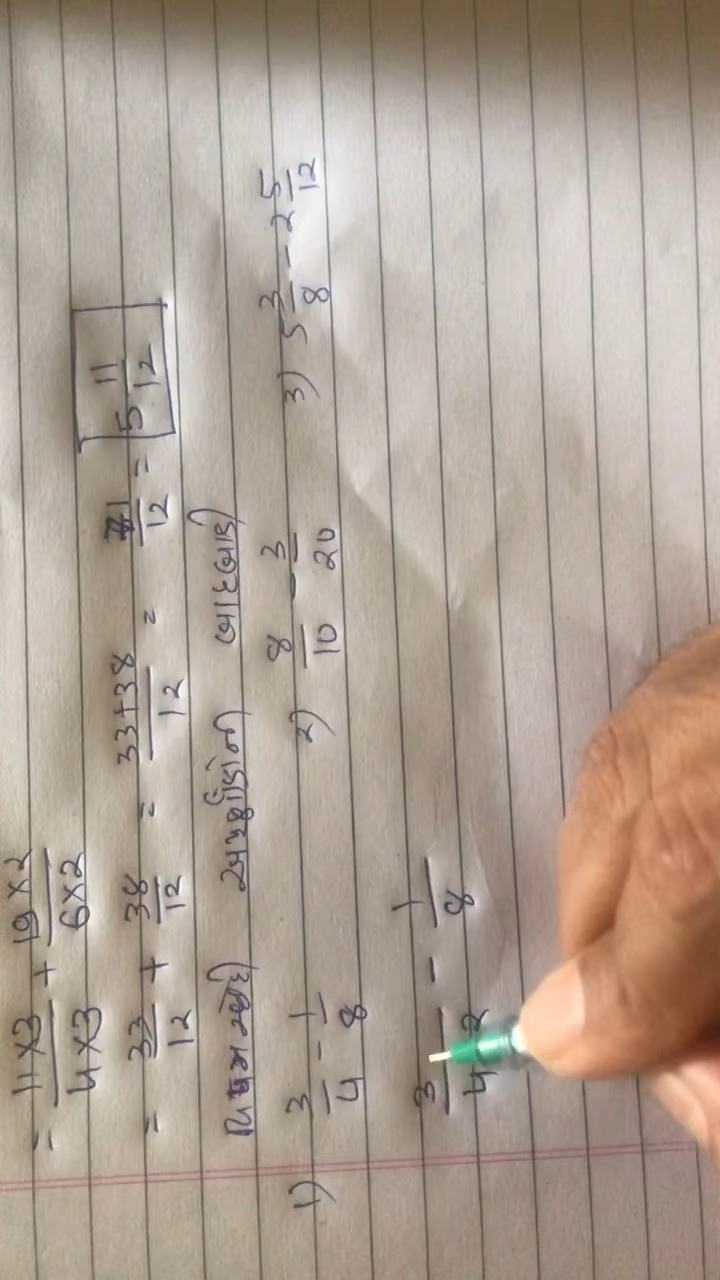 = 11×3/4×3 + 19×2/6×2
= 33/12 + 38/12 = 33+38/12 = 71/12 = 5 11/12
વિષમ છેદી અપૂર્ણાંકોની બાદબાકી
1) 3/4 - 1/8 2) 8/10 - 3/20 3) 5 3/8 - 2 5/12
3/4×2 - 1/8